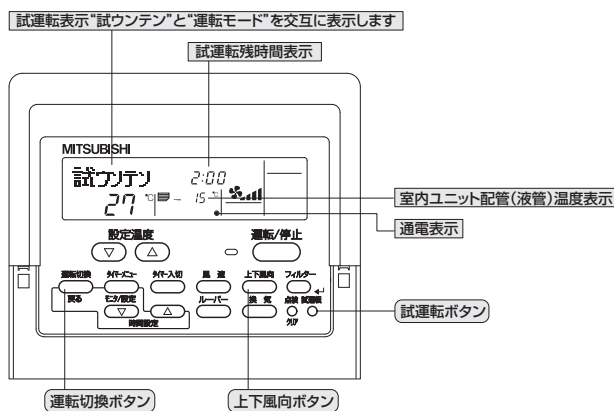 試運転表示“試ウンテン”と“運転モード”を交互に表示します
試運転残時間表示
MITSUBISHI
試ウンテン 2:00
27 ℃ 15 ℃
室内ユニット配管(液管)温度表示
通電表示
設定温度 運転/停止
運転切換 タイマーメニュー タイマー入切 風速 上下風向 フィルター
戻る モニタ/設定 ルーバー 換気 点検 試運転
時間設定 クリア
試運転ボタン
運転切換ボタン 上下風向ボタン